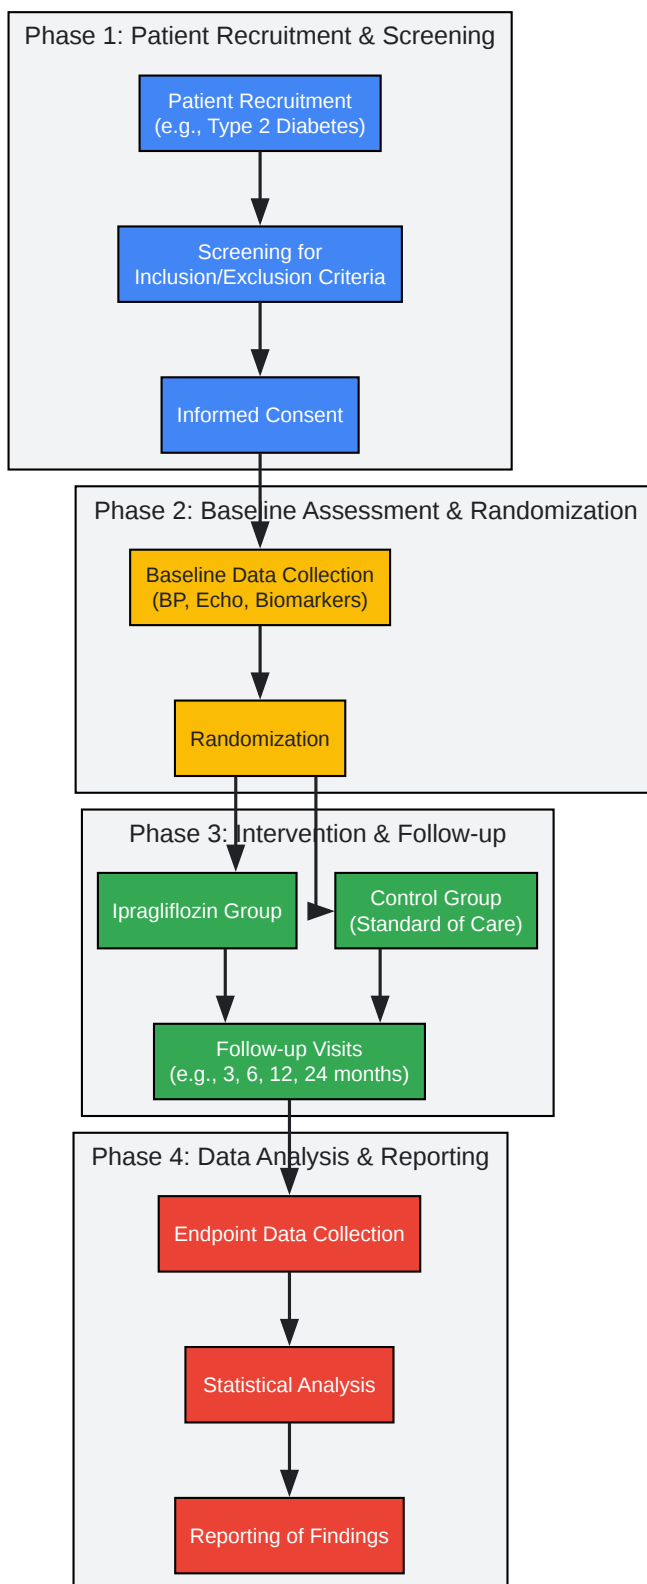 Phase 1: Patient Recruitment & Screening
Patient Recruitment
(e.g., Type 2 Diabetes)
Screening for
Inclusion/Exclusion Criteria
Informed Consent
Phase 2: Baseline Assessment & Randomization
Baseline Data Collection
(BP, Echo, Biomarkers)
Randomization
Phase 3: Intervention & Follow-up
Ipragliflozin Group
Control Group
(Standard of Care)
Follow-up Visits
(e.g., 3, 6, 12, 24 months)
Phase 4: Data Analysis & Reporting
Endpoint Data Collection
Statistical Analysis
Reporting of Findings